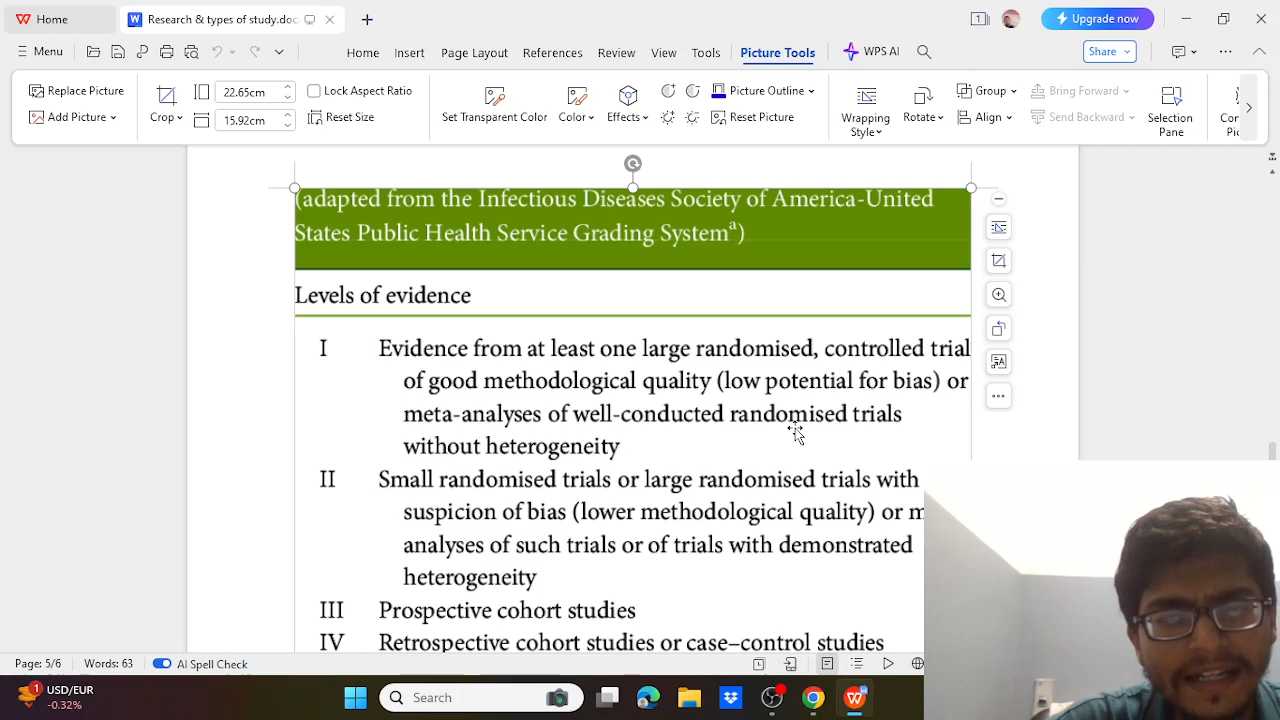 Home
Research & types of study.doc
1
Upgrade now
Menu
Home Insert Page Layout References Review View Tools Picture Tools WPS AI
Share
Replace Picture
Add Picture
Crop
22.65cm
15.92cm
Lock Aspect Ratio
Reset Size
Set Transparent Color
Color
Effects
Picture Outline
Reset Picture
Wrapping
Style
Rotate
Group
Align
Bring Forward
Send Backward
Selection
Pane
(adapted from the Infectious Diseases Society of America-United
States Public Health Service Grading Systemᵃ)
Levels of evidence
I Evidence from at least one large randomised, controlled trial
of good methodological quality (low potential for bias) or
meta-analyses of well-conducted randomised trials
without heterogeneity
II Small randomised trials or large randomised trials with
suspicion of bias (lower methodological quality) or
analyses of such trials or of trials with demonstrated
heterogeneity
III Prospective cohort studies
IV Retrospective cohort studies or case–control studies
Page: 5/6 Words: 63 AI Spell Check
1
USD/EUR
Search